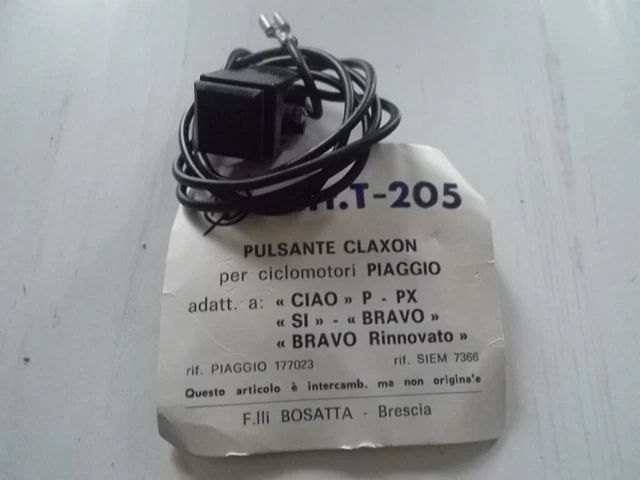 T-205
PULSANTE CLAXON
per ciclomotori PIAGGIO
adatt. a: « CIAO » P - PX
« SI » - « BRAVO »
« BRAVO Rinnovato »
rif. PIAGGIO 177023 rif. SIEM 7366
Questo articolo è intercamb. ma non origina'e
F.lli BOSATTA - Brescia